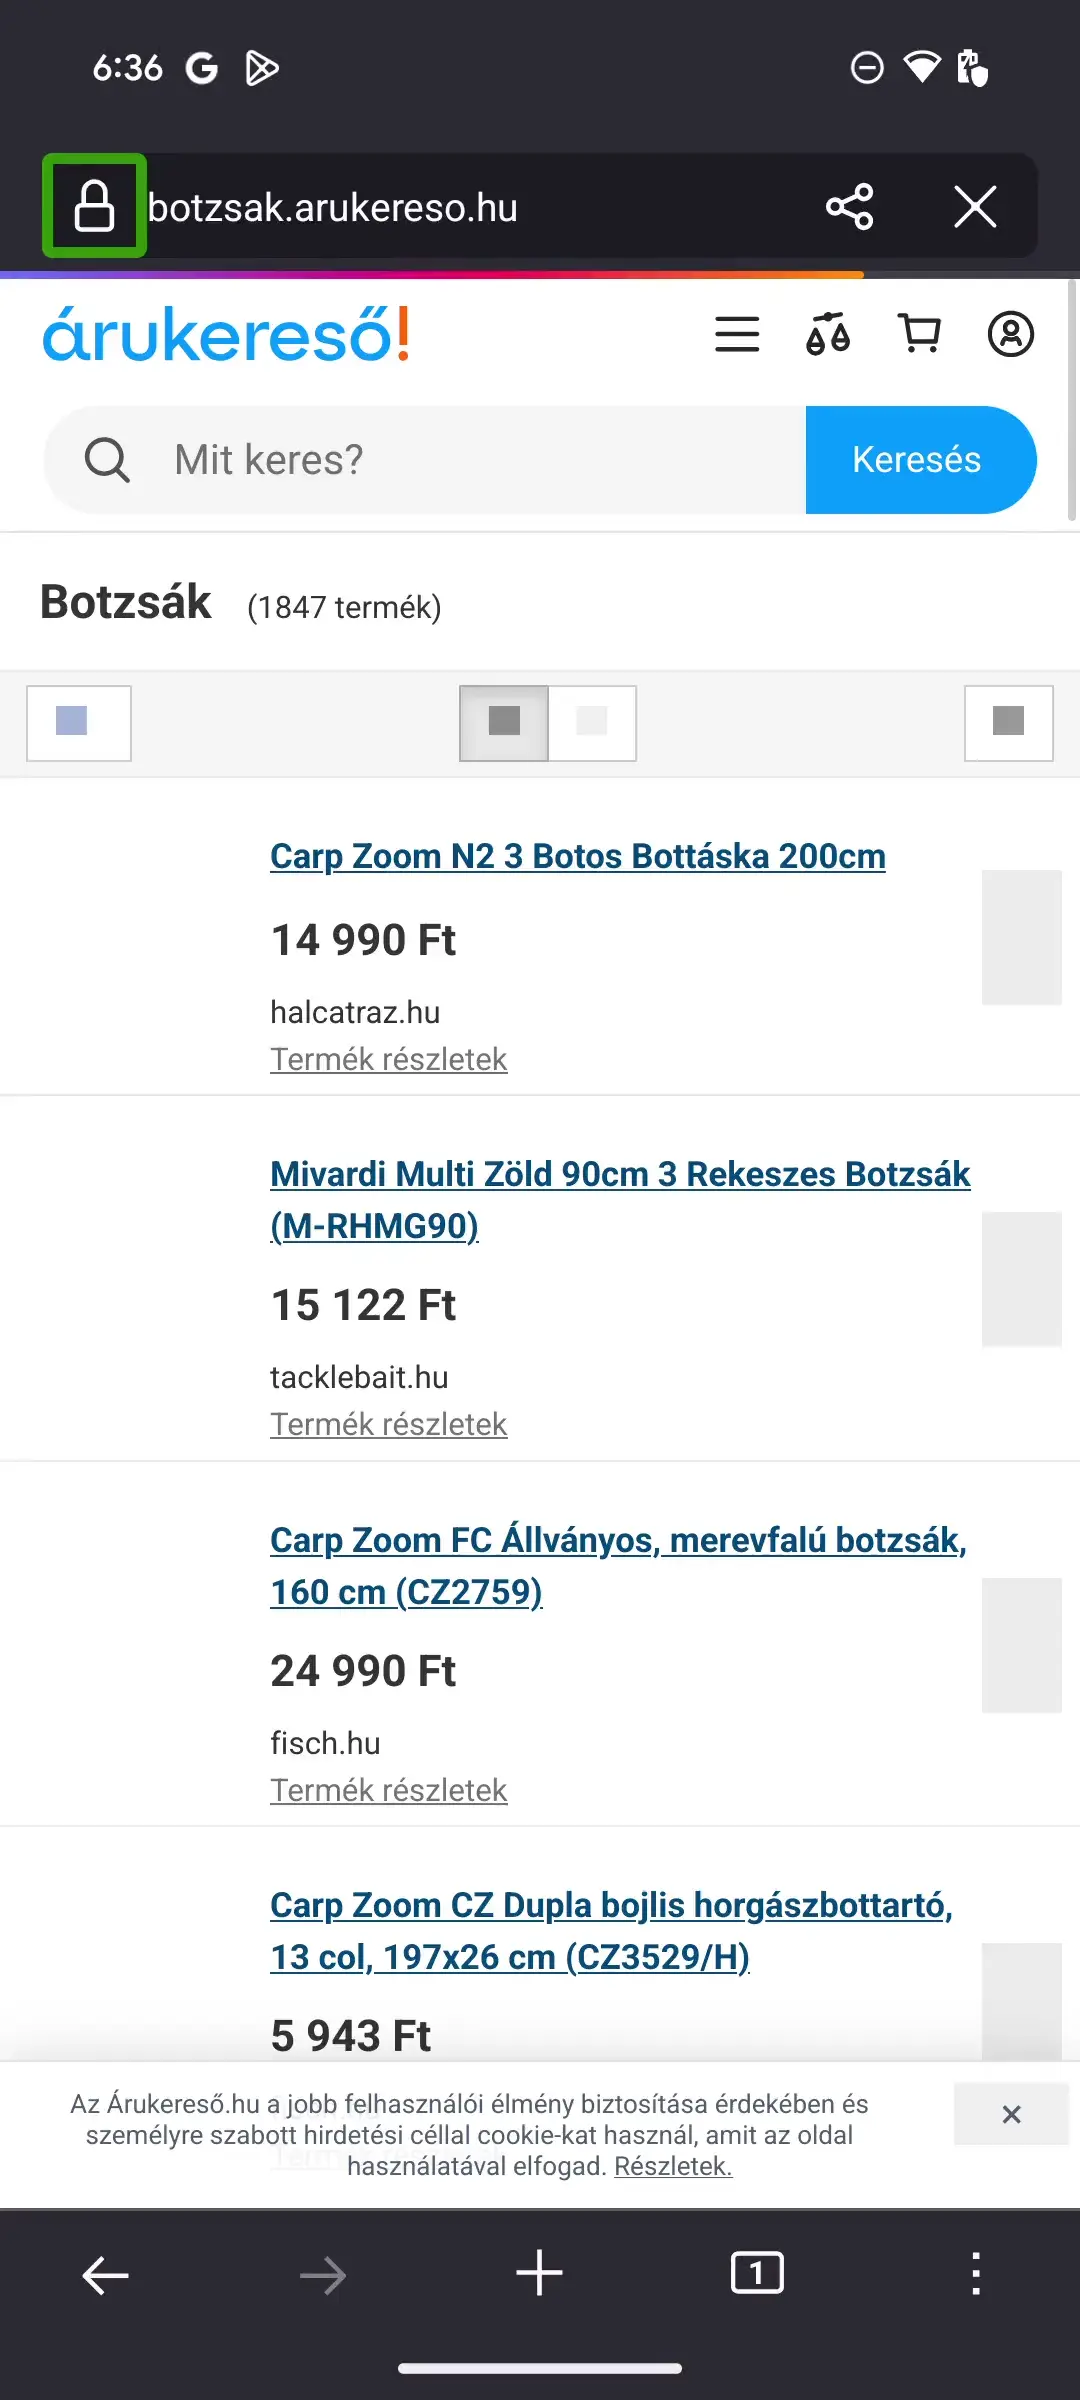 6:36
botzsak.arukereso.hu
árukereső!
Mit keres?
Keresés
Botzsák (1847 termék)
Carp Zoom N2 3 Botos Bottáska 200cm
14 990 Ft
halcatraz.hu
Termék részletek
Mivardi Multi Zöld 90cm 3 Rekeszes Botzsák
(M-RHMG90)
15 122 Ft
tacklebait.hu
Termék részletek
Carp Zoom FC Állványos, merevfalú botzsák,
160 cm (CZ2759)
24 990 Ft
fisch.hu
Termék részletek
Carp Zoom CZ Dupla bojlis horgászbottartó,
13 col, 197x26 cm (CZ3529/H)
5 943 Ft
Az Árukereső.hu a jobb felhasználói élmény biztosítása érdekében és
személyre szabott hirdetési céllal cookie-kat használ, amit az oldal
használatával elfogad. Részletek.
1